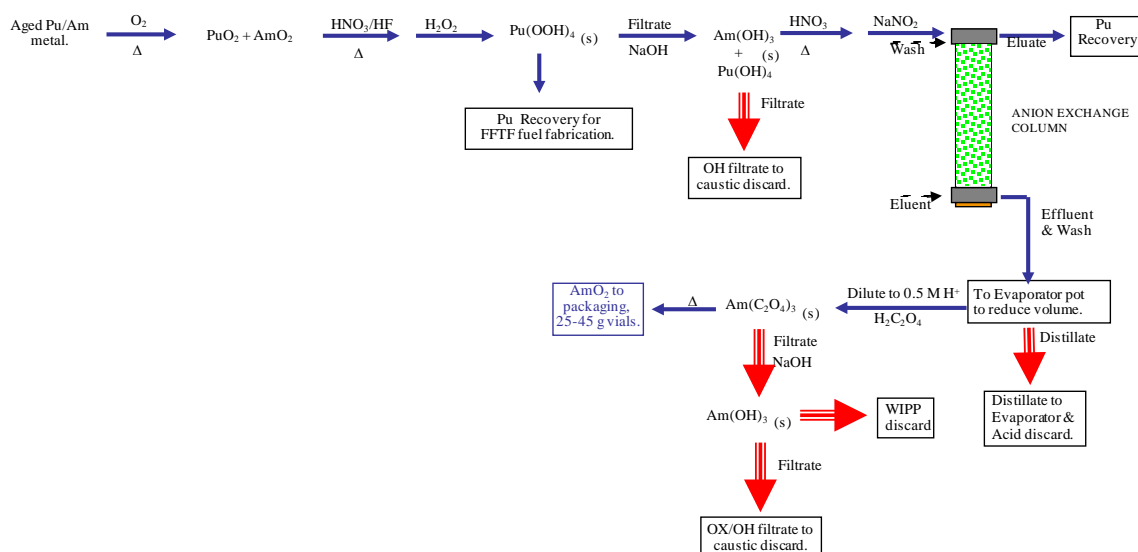 Aged Pu/Am
metal.
O₂
Δ
PuO₂ + AmO₂
HNO₃/HF
Δ
H₂O₂
Pu(OOH)₄ (s)
Filtrate
NaOH
Am(OH)₃
(s)
+
Pu(OH)₄
HNO₃
Δ
NaNO₂
Wash
Eluate
Pu
Recovery
Pu Recovery for
FFTF fuel fabrication.
Filtrate
OH filtrate to
caustic discard.
ANION EXCHANGE
COLUMN
Eluent
Effluent
& Wash
AmO₂ to
packaging,
25-45 g vials.
Δ
Am(C₂O₄)₃ (s)
Dilute to 0.5 M H⁺
H₂C₂O₄
To Evaporator pot
to reduce volume.
Filtrate
NaOH
Distillate
Am(OH)₃ (s)
WIPP
discard
Distillate to
Evaporator &
Acid discard.
Filtrate
OX/OH filtrate to
caustic discard.